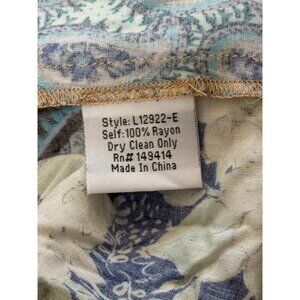 Style: L12922-E
Self:100% Rayon
Dry Clean Only
Rn# 149414
Made In China